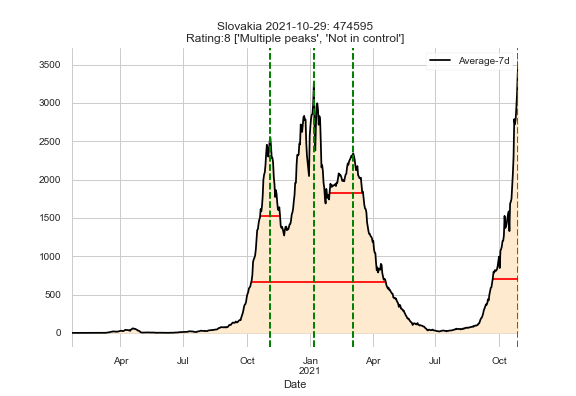 Slovakia 2021-10-29: 474595
Rating:8 ['Multiple peaks', 'Not in control']
Average-7d
3500
3000
2500
2000
1500
1000
500
0
Apr Jul Oct Jan Apr Jul Oct
2021
Date